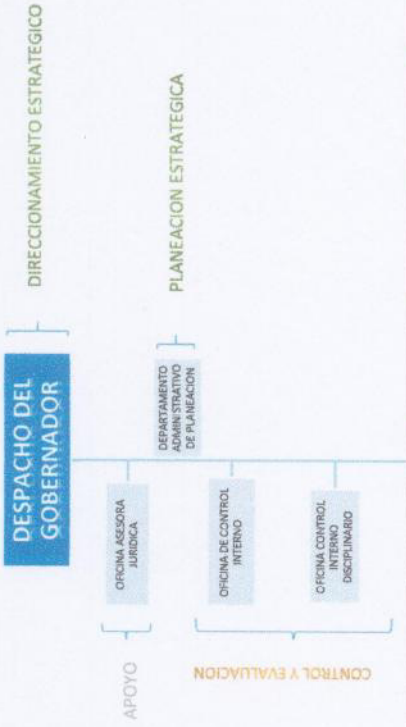 DESPACHO DEL
GOBERNADOR
DIRECCIONAMIENTO ESTRATEGICO
APOYO
OFICINA ASESORA
JURIDICA
DEPARTAMENTO
ADMINISTRATIVO
DE PLANEACION
PLANEACION ESTRATEGICA
CONTROL Y EVALUACION
OFICINA DE CONTROL
INTERNO
OFICINA CONTROL
INTERNO
DISCIPLINARIO